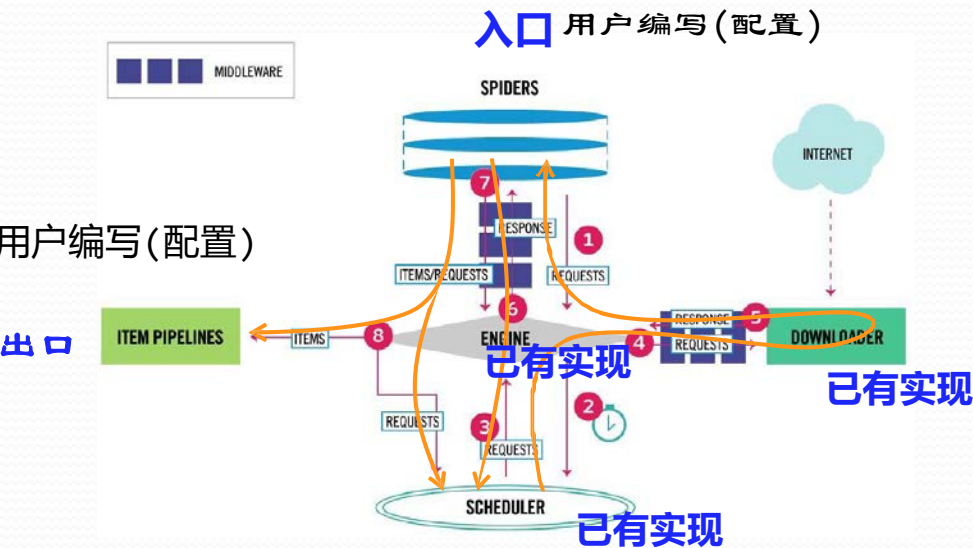 入口 用户编写(配置)
MIDDLEWARE
SPIDERS
INTERNET
7
RESPONSE
1
用户编写(配置)
ITEMS/REQUESTS
REQUESTS
6
出口
ITEM PIPELINES
ITEMS
8
ENGINE
已有实现
4
RESPONSE
5
REQUESTS
DOWNLOADER
已有实现
REQUESTS
3
REQUESTS
2
SCHEDULER
已有实现